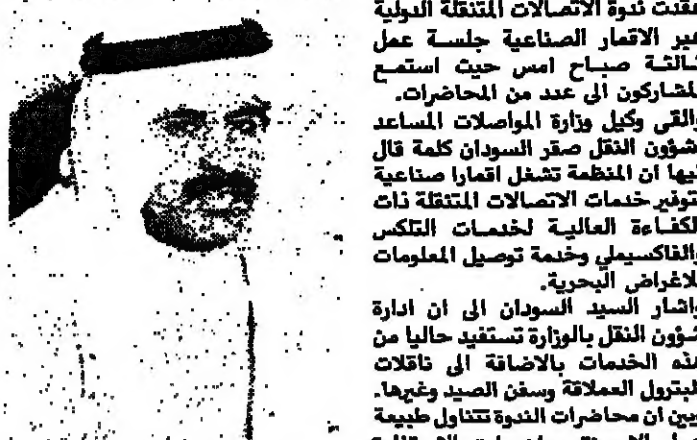 عقدت ندوة الاتصالات المتنقلة الدولية
عبر الاقمار الصناعية جلسة عمل
ثالثة صباح امس حيث استمع
المشاركون الى عدد من المحاضرات.
والقى وكيل وزارة المواصلات المساعد
لشؤون النقل صقر السودان كلمة قال
فيها ان المنظمة تشغل اقمارا صناعية
لتوفير خدمات الاتصالات المتنقلة ذات
الكفاءة العالية لخدمات التلكس
والفاكسيملي وخدمة توصيل المعلومات
للاغراض البحرية.
واشار السيد السودان الى ان ادارة
شؤون النقل بالوزارة تستفيد حاليا من
هذه الخدمات بالاضافة الى ناقلات
البترول العملاقة وسفن الصيد وغيرها.
وبين ان محاضرات الندوة تتناول طبيعة